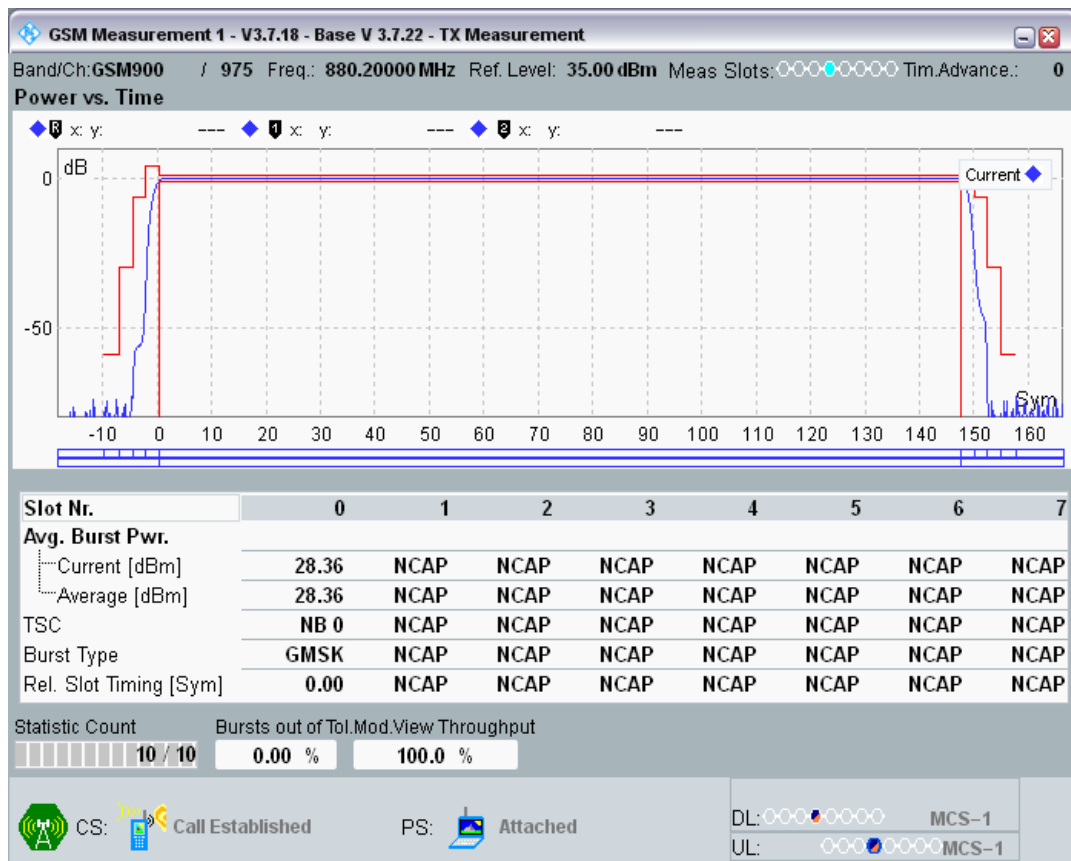 GSM Measurement 1 - V3.7.18 - Base V 3.7.22 - TX Measurement
Band/Ch:GSM900 / 975 Freq.: 880.20000 MHz Ref. Level: 35.00 dBm Meas Slots: Tim.Advance.: 0
Power vs. Time
R x: y: --- 1 x: y: --- 2 x: y: ---
dB
Current
0
-50
Sym
-10 0 10 20 30 40 50 60 70 80 90 100 110 120 130 140 150 160
Slot Nr. 0 1 2 3 4 5 6 7
Avg. Burst Pwr.
Current [dBm] 28.36 NCAP NCAP NCAP NCAP NCAP NCAP NCAP
Average [dBm] 28.36 NCAP NCAP NCAP NCAP NCAP NCAP NCAP
TSC NB 0 NCAP NCAP NCAP NCAP NCAP NCAP NCAP
Burst Type GMSK NCAP NCAP NCAP NCAP NCAP NCAP NCAP
Rel. Slot Timing [Sym] 0.00 NCAP NCAP NCAP NCAP NCAP NCAP NCAP
Statistic Count Bursts out of Tol.Mod.View Throughput
10 / 10 0.00 % 100.0 %
CS: Call Established PS: Attached
DL: MCS-1
UL: MCS-1